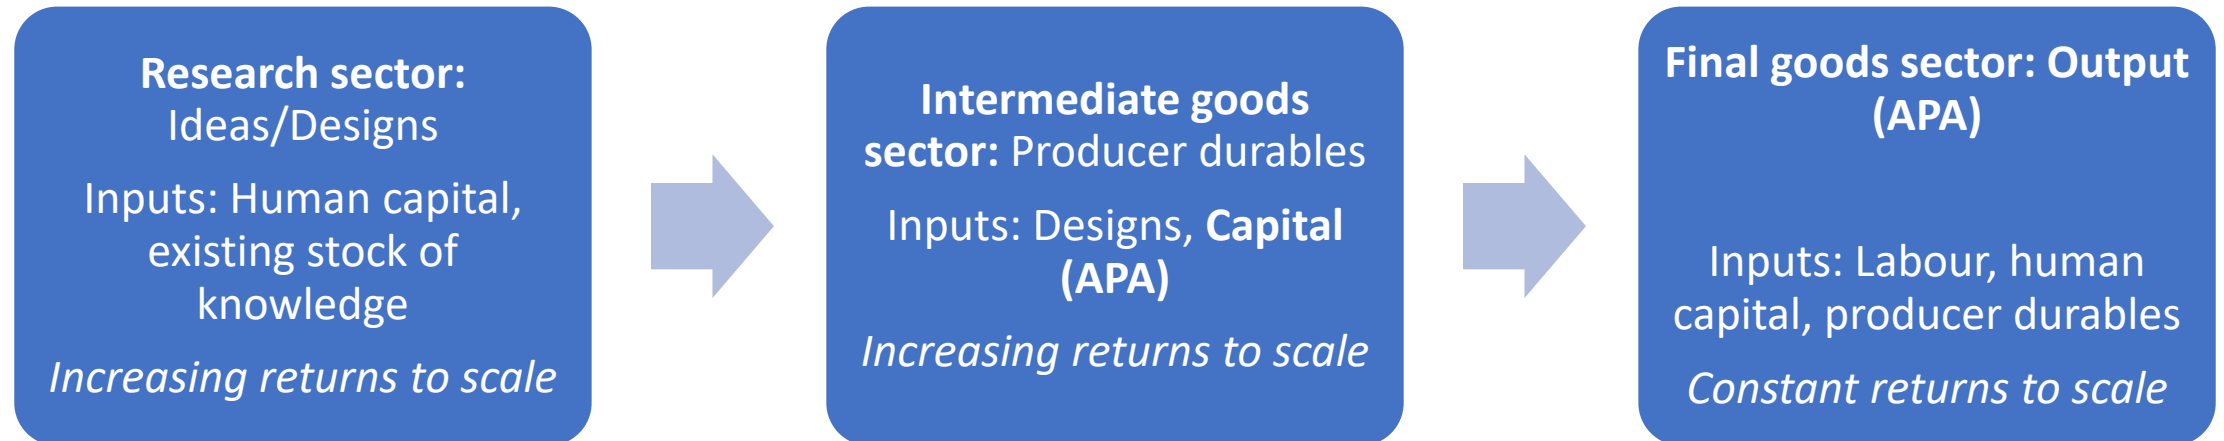 Research sector:
Ideas/Designs
Inputs: Human capital,
existing stock of
knowledge
Increasing returns to scale
Intermediate goods
sector: Producer durables
Inputs: Designs, Capital
(APA)
Increasing returns to scale
Final goods sector: Output
(APA)
Inputs: Labour, human
capital, producer durables
Constant returns to scale